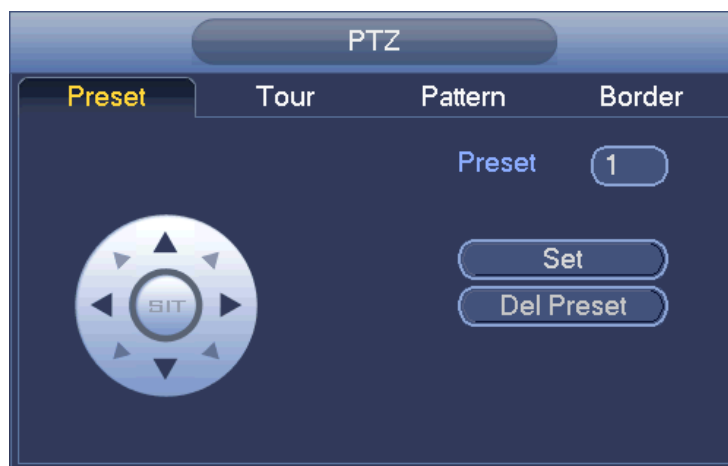 PTZ
Preset Tour Pattern Border
Preset 1
Set
SIT
Del Preset